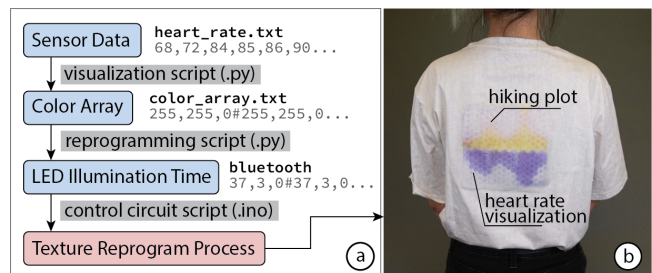 Sensor Data
heart_rate.txt
68,72,84,85,86,90...
visualization script (.py)
Color Array
color_array.txt
255,255,0#255,255,0...
reprogramming script (.py)
LED Illumination Time
bluetooth
37,3,0#37,3,0...
control circuit script (.ino)
Texture Reprogram Process
a
hiking plot
heart rate
visualization
b